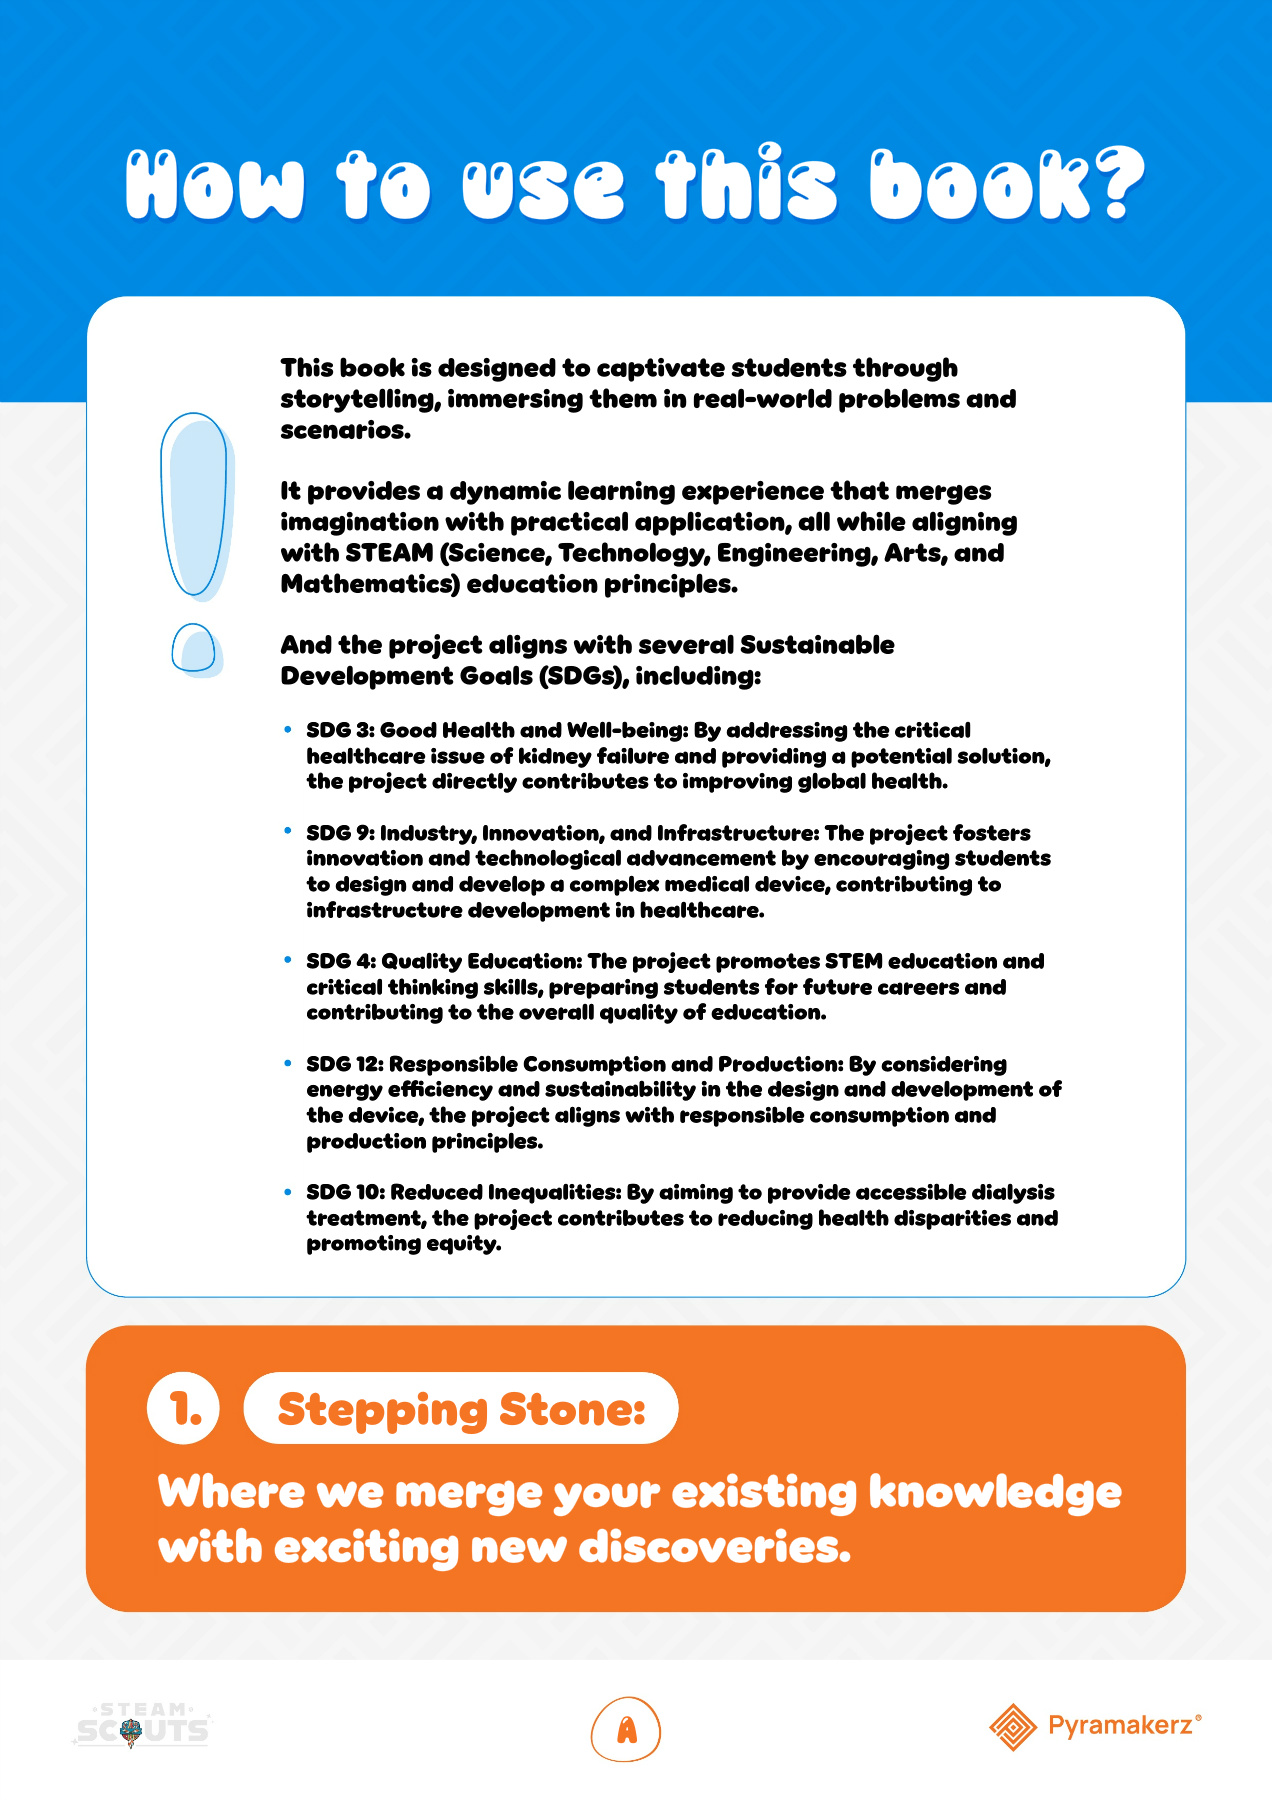 How to use this book?
This book is designed to captivate students through
storytelling, immersing them in real-world problems and
scenarios.
It provides a dynamic learning experience that merges
imagination with practical application, all while aligning
with STEAM (Science, Technology, Engineering, Arts, and
Mathematics) education principles.
And the project aligns with several Sustainable
Development Goals (SDGs), including:
• SDG 3: Good Health and Well-being: By addressing the critical
healthcare issue of kidney failure and providing a potential solution,
the project directly contributes to improving global health.
• SDG 9: Industry, Innovation, and Infrastructure: The project fosters
innovation and technological advancement by encouraging students
to design and develop a complex medical device, contributing to
infrastructure development in healthcare.
• SDG 4: Quality Education: The project promotes STEM education and
critical thinking skills, preparing students for future careers and
contributing to the overall quality of education.
• SDG 12: Responsible Consumption and Production: By considering
energy efficiency and sustainability in the design and development of
the device, the project aligns with responsible consumption and
production principles.
• SDG 10: Reduced Inequalities: By aiming to provide accessible dialysis
treatment, the project contributes to reducing health disparities and
promoting equity.
1. Stepping Stone:
Where we merge your existing knowledge
with exciting new discoveries.
STEAM
SCOUTS
A
Pyramakerz®